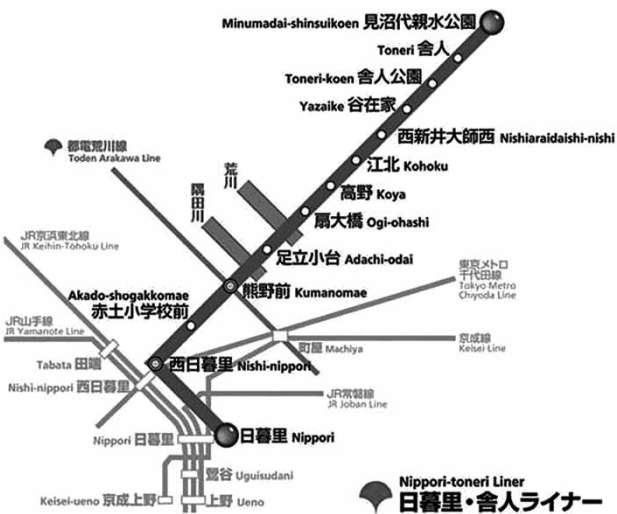 Minumadai-shinsuikoen 見沼代親水公園
Toneri 舎人
Toneri-koen 舎人公園
Yazaike 谷在家
西新井大師西 Nishiaraidaishi-nishi
都電荒川線
Toden Arakawa Line
江北 Kohoku
荒川
高野 Koya
隅田川
扇大橋 Ogi-ohashi
JR京浜東北線
JR Keihin-Tohoku Line
足立小台 Adachi-odai
東京メトロ
千代田線
Tokyo Metro
Chiyoda Line
熊野前 Kumanomae
Akado-shogakkomae
赤土小学校前
JR山手線
JR Yamanote Line
京成線
Keisei Line
町屋 Machiya
Tabata 田端
西日暮里 Nishi-nippori
Nishi-nippori 西日暮里
JR常磐線
JR Joban Line
Nippori 日暮里
日暮里 Nippori
鶯谷 Uguisudani
Keisei-ueno 京成上野
上野 Ueno
Nippori-toneri Liner
日暮里・舎人ライナー